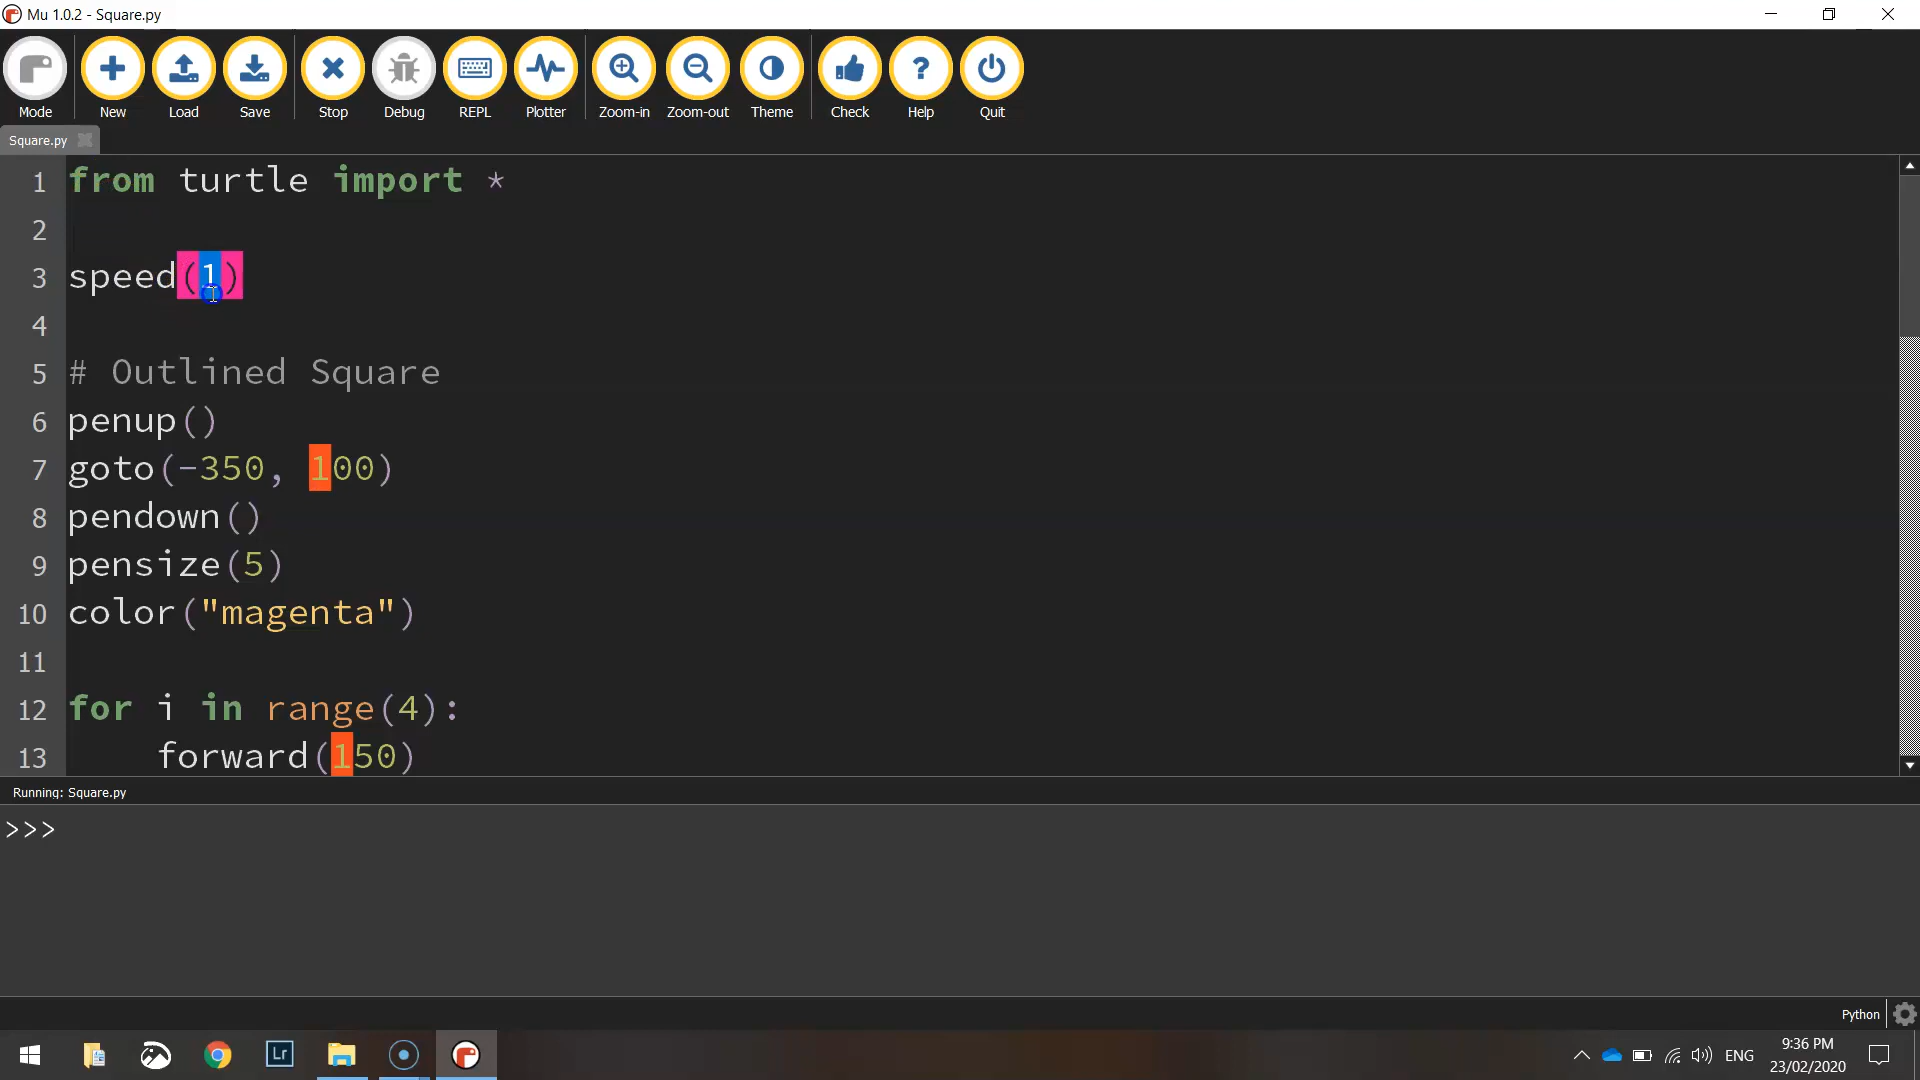 Mu 1.0.2 - Square.py
Mode New Load Save Stop Debug REPL Plotter Zoom-in Zoom-out Theme Check Help Quit
Square.py
1 from turtle import *
2
3 speed(1)
4
5 # Outlined Square
6 penup()
7 goto(-350, 100)
8 pendown()
9 pensize(5)
10 color("magenta")
11
12 for i in range(4):
13 forward(150)
Running: Square.py
>>>
Python
Lr
ENG
9:36 PM
23/02/2020